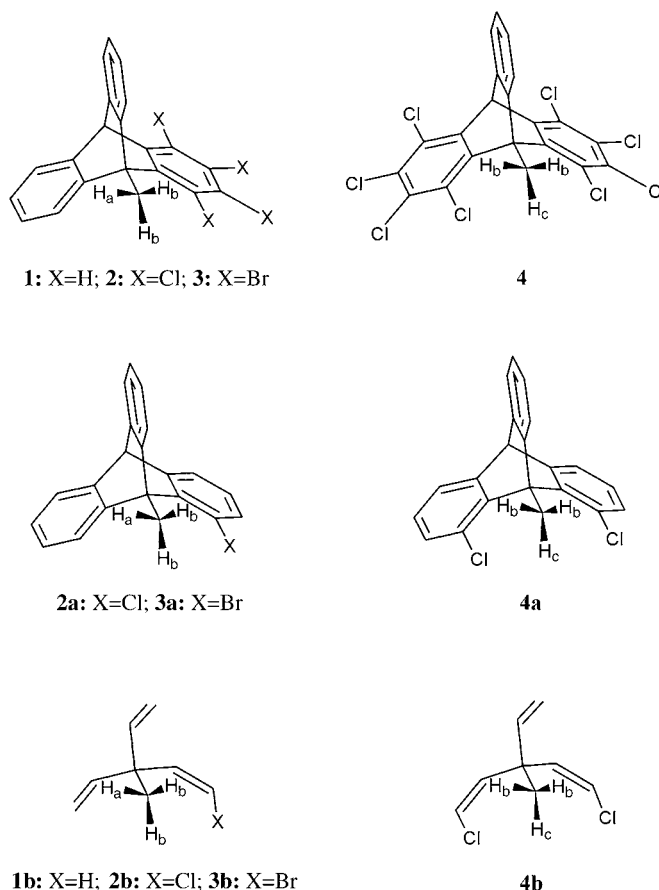 X Cl Cl
X Cl Cl
Ha Hb X Cl Hb Hb Cl
X Cl
Hb Cl Hc
1: X=H; 2: X=Cl; 3: X=Br 4
Ha Hb Hb Hb
X Cl Cl
Hb Hc
2a: X=Cl; 3a: X=Br 4a
Ha Hb Hb Hb
X Cl Cl
Hb Hc
1b: X=H; 2b: X=Cl; 3b: X=Br 4b